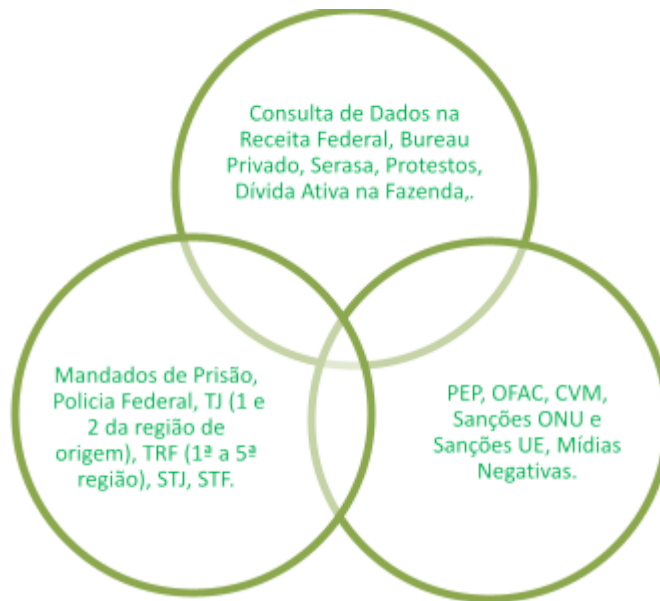 Consulta de Dados na
Receita Federal, Bureau
Privado, Serasa, Protestos,
Dívida Ativa na Fazenda,.
Mandados de Prisão,
Policia Federal, TJ (1 e
2 da região de
origem), TRF (1ª a 5ª
região), STJ, STF.
PEP, OFAC, CVM,
Sanções ONU e
Sanções UE, Mídias
Negativas.